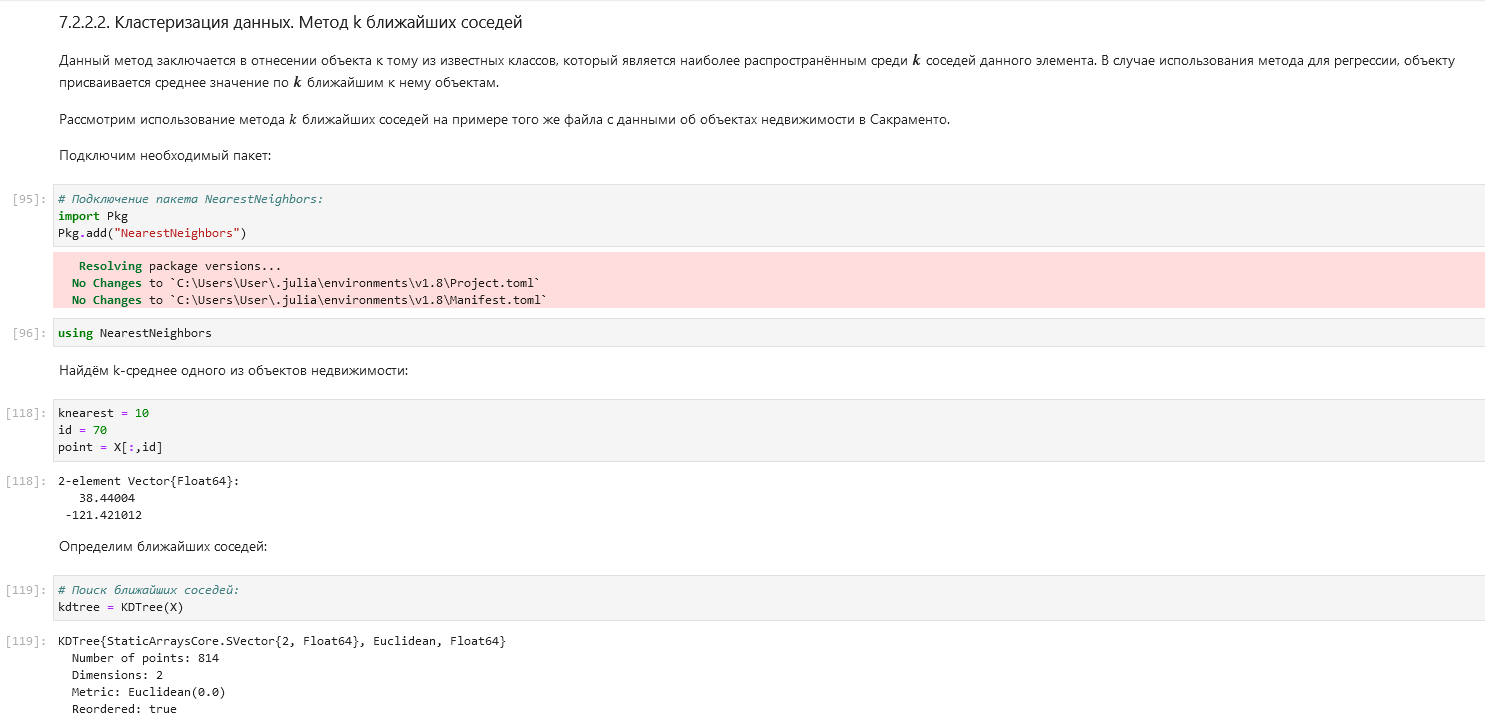 7.2.2.2. Кластеризация данных. Метод k ближайших соседей
Данный метод заключается в отнесении объекта к тому из известных классов, который является наиболее распространённым среди k соседей данного элемента. В случае использования метода для регрессии, объекту
присваивается среднее значение по k ближайшим к нему объектам.
Рассмотрим использование метода k ближайших соседей на примере того же файла с данными об объектах недвижимости в Сакраменто.
Подключим необходимый пакет:
[95]: # Подключение пакета NearestNeighbors:
import Pkg
Pkg.add("NearestNeighbors")
Resolving package versions...
No Changes to `C:\Users\User\.julia\environments\v1.8\Project.toml`
No Changes to `C:\Users\User\.julia\environments\v1.8\Manifest.toml`
[96]: using NearestNeighbors
Найдём k-среднее одного из объектов недвижимости:
[118]: knearest = 10
id = 70
point = X[:,id]
[118]: 2-element Vector{Float64}:
38.44004
-121.421012
Определим ближайших соседей:
[119]: # Поиск ближайших соседей:
kdtree = KDTree(X)
[119]: KDTree{StaticArraysCore.SVector{2, Float64}, Euclidean, Float64}
Number of points: 814
Dimensions: 2
Metric: Euclidean(0.0)
Reordered: true